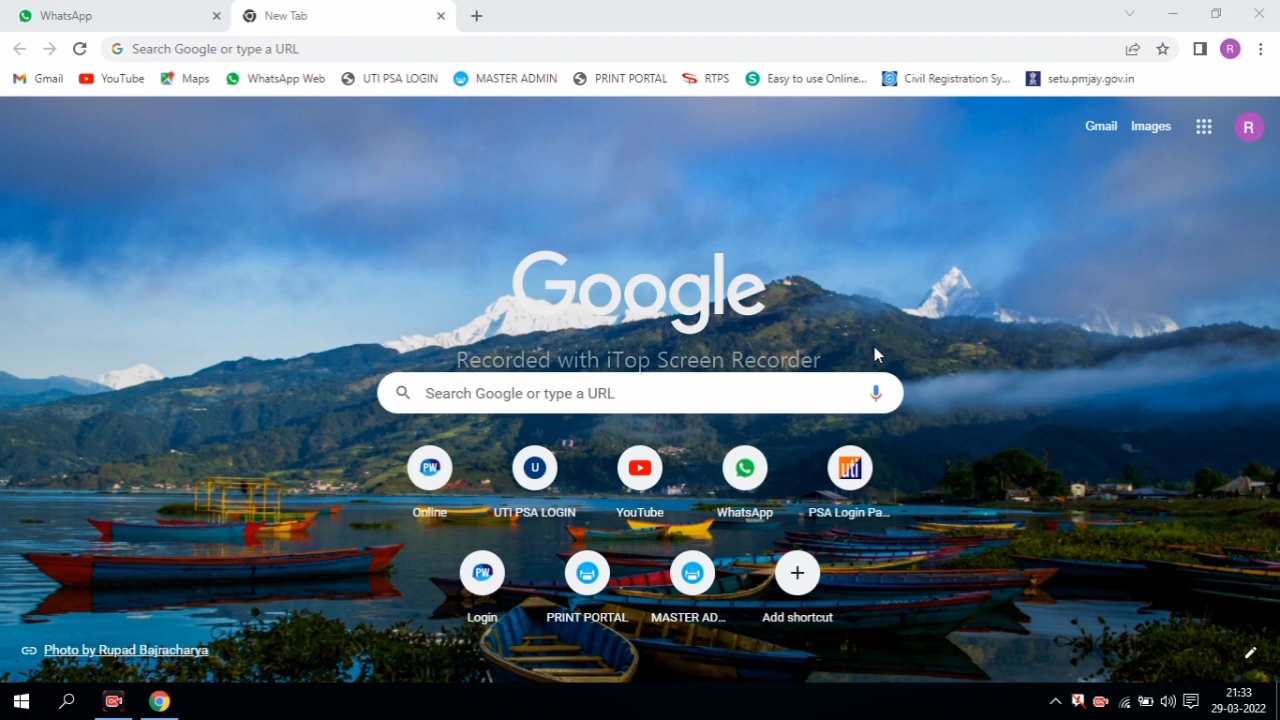 WhatsApp
New Tab
Search Google or type a URL
R
Gmail
YouTube
Maps
WhatsApp Web
UTI PSA LOGIN
MASTER ADMIN
PRINT PORTAL
RTPS
Easy to use Online...
Civil Registration Sy...
setu.pmjay.gov.in
Gmail
Images
R
Google
Recorded with iTop Screen Recorder
Search Google or type a URL
PW
U
uti
Online
UTI PSA LOGIN
YouTube
WhatsApp
PSA Login Pa...
PW
Login
PRINT PORTAL
MASTER AD...
Add shortcut
Photo by Rupad Bajracharya
21:33
29-03-2022